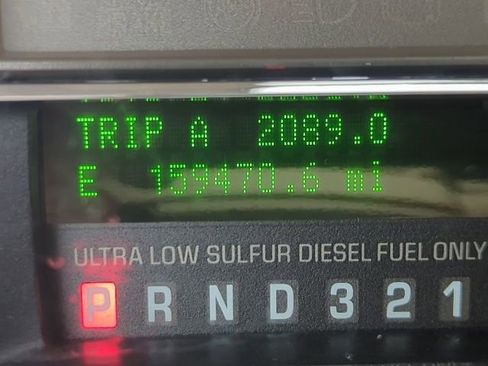 TRIP A 2089.0
E 159470.6 mi
ULTRA LOW SULFUR DIESEL FUEL ONLY
P R N D 3 2 1